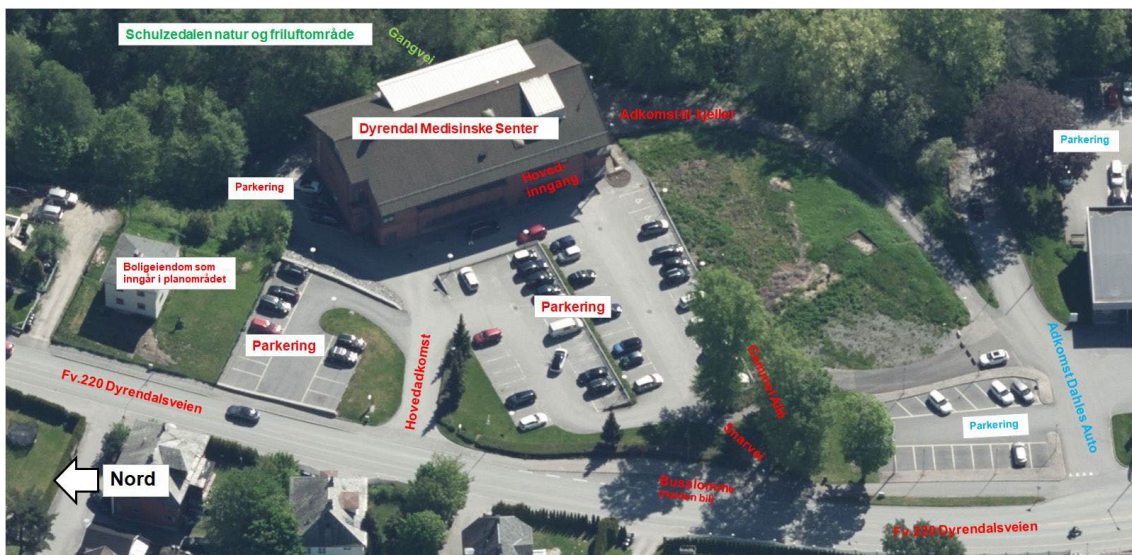 Schulzedalen natur og friluftområde
Gangvei
Dyrendal Medisinske Senter
Adkomst til kjeller
Parkering
Hoved-
inngang
Parkering
Boligeiendom som
inngår i planområdet
Parkering
Parkering
Fv.220 Dyrendalsveien
Hovedadkomst
Gammel Alle
Snarvei
Adkomst Dahles Auto
Parkering
Nord
Busslomme
bilt
Fv.220 Dyrendalsveien